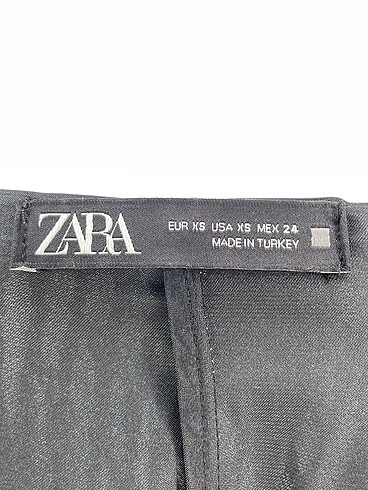 ZARA
EUR XS USA XS MEX 24
MADE IN TURKEY